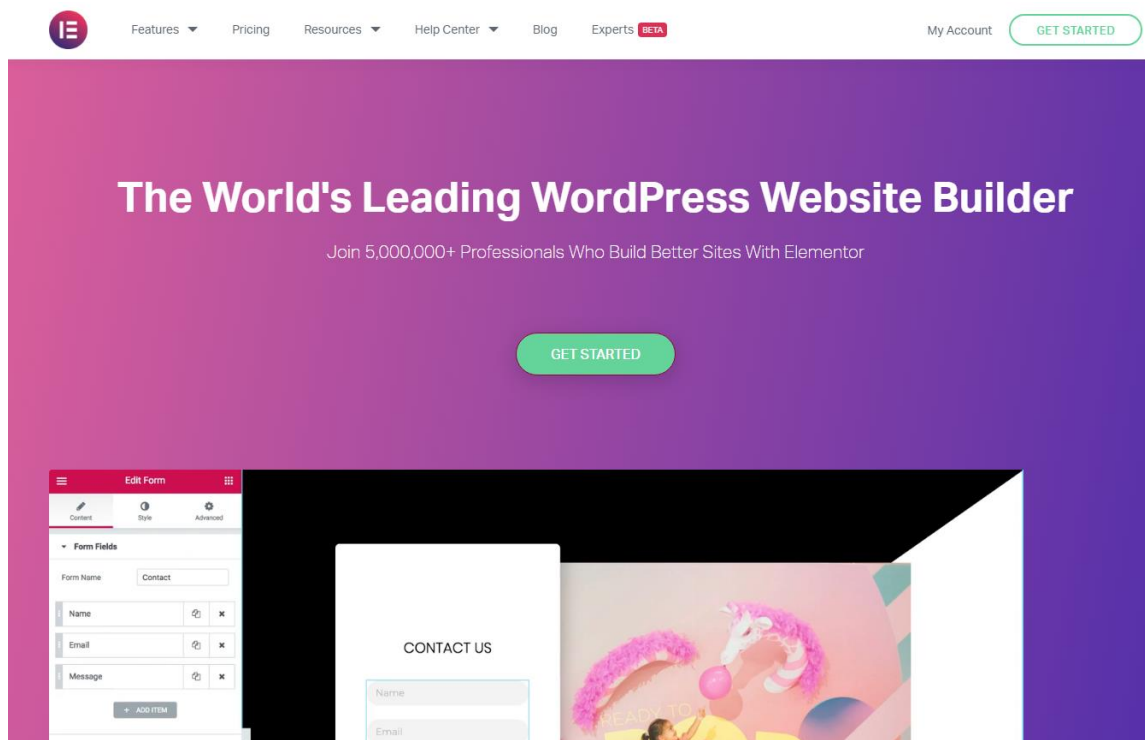 Features
Pricing
Resources
Help Center
Blog
Experts BETA
My Account
GET STARTED
The World's Leading WordPress Website Builder
Join 5,000,000+ Professionals Who Build Better Sites With Elementor
GET STARTED
Edit Form
Content
Style
Advanced
Form Fields
Form Name
Contact
Name
Email
Message
+ ADD ITEM
CONTACT US
Name
Email
READY TO